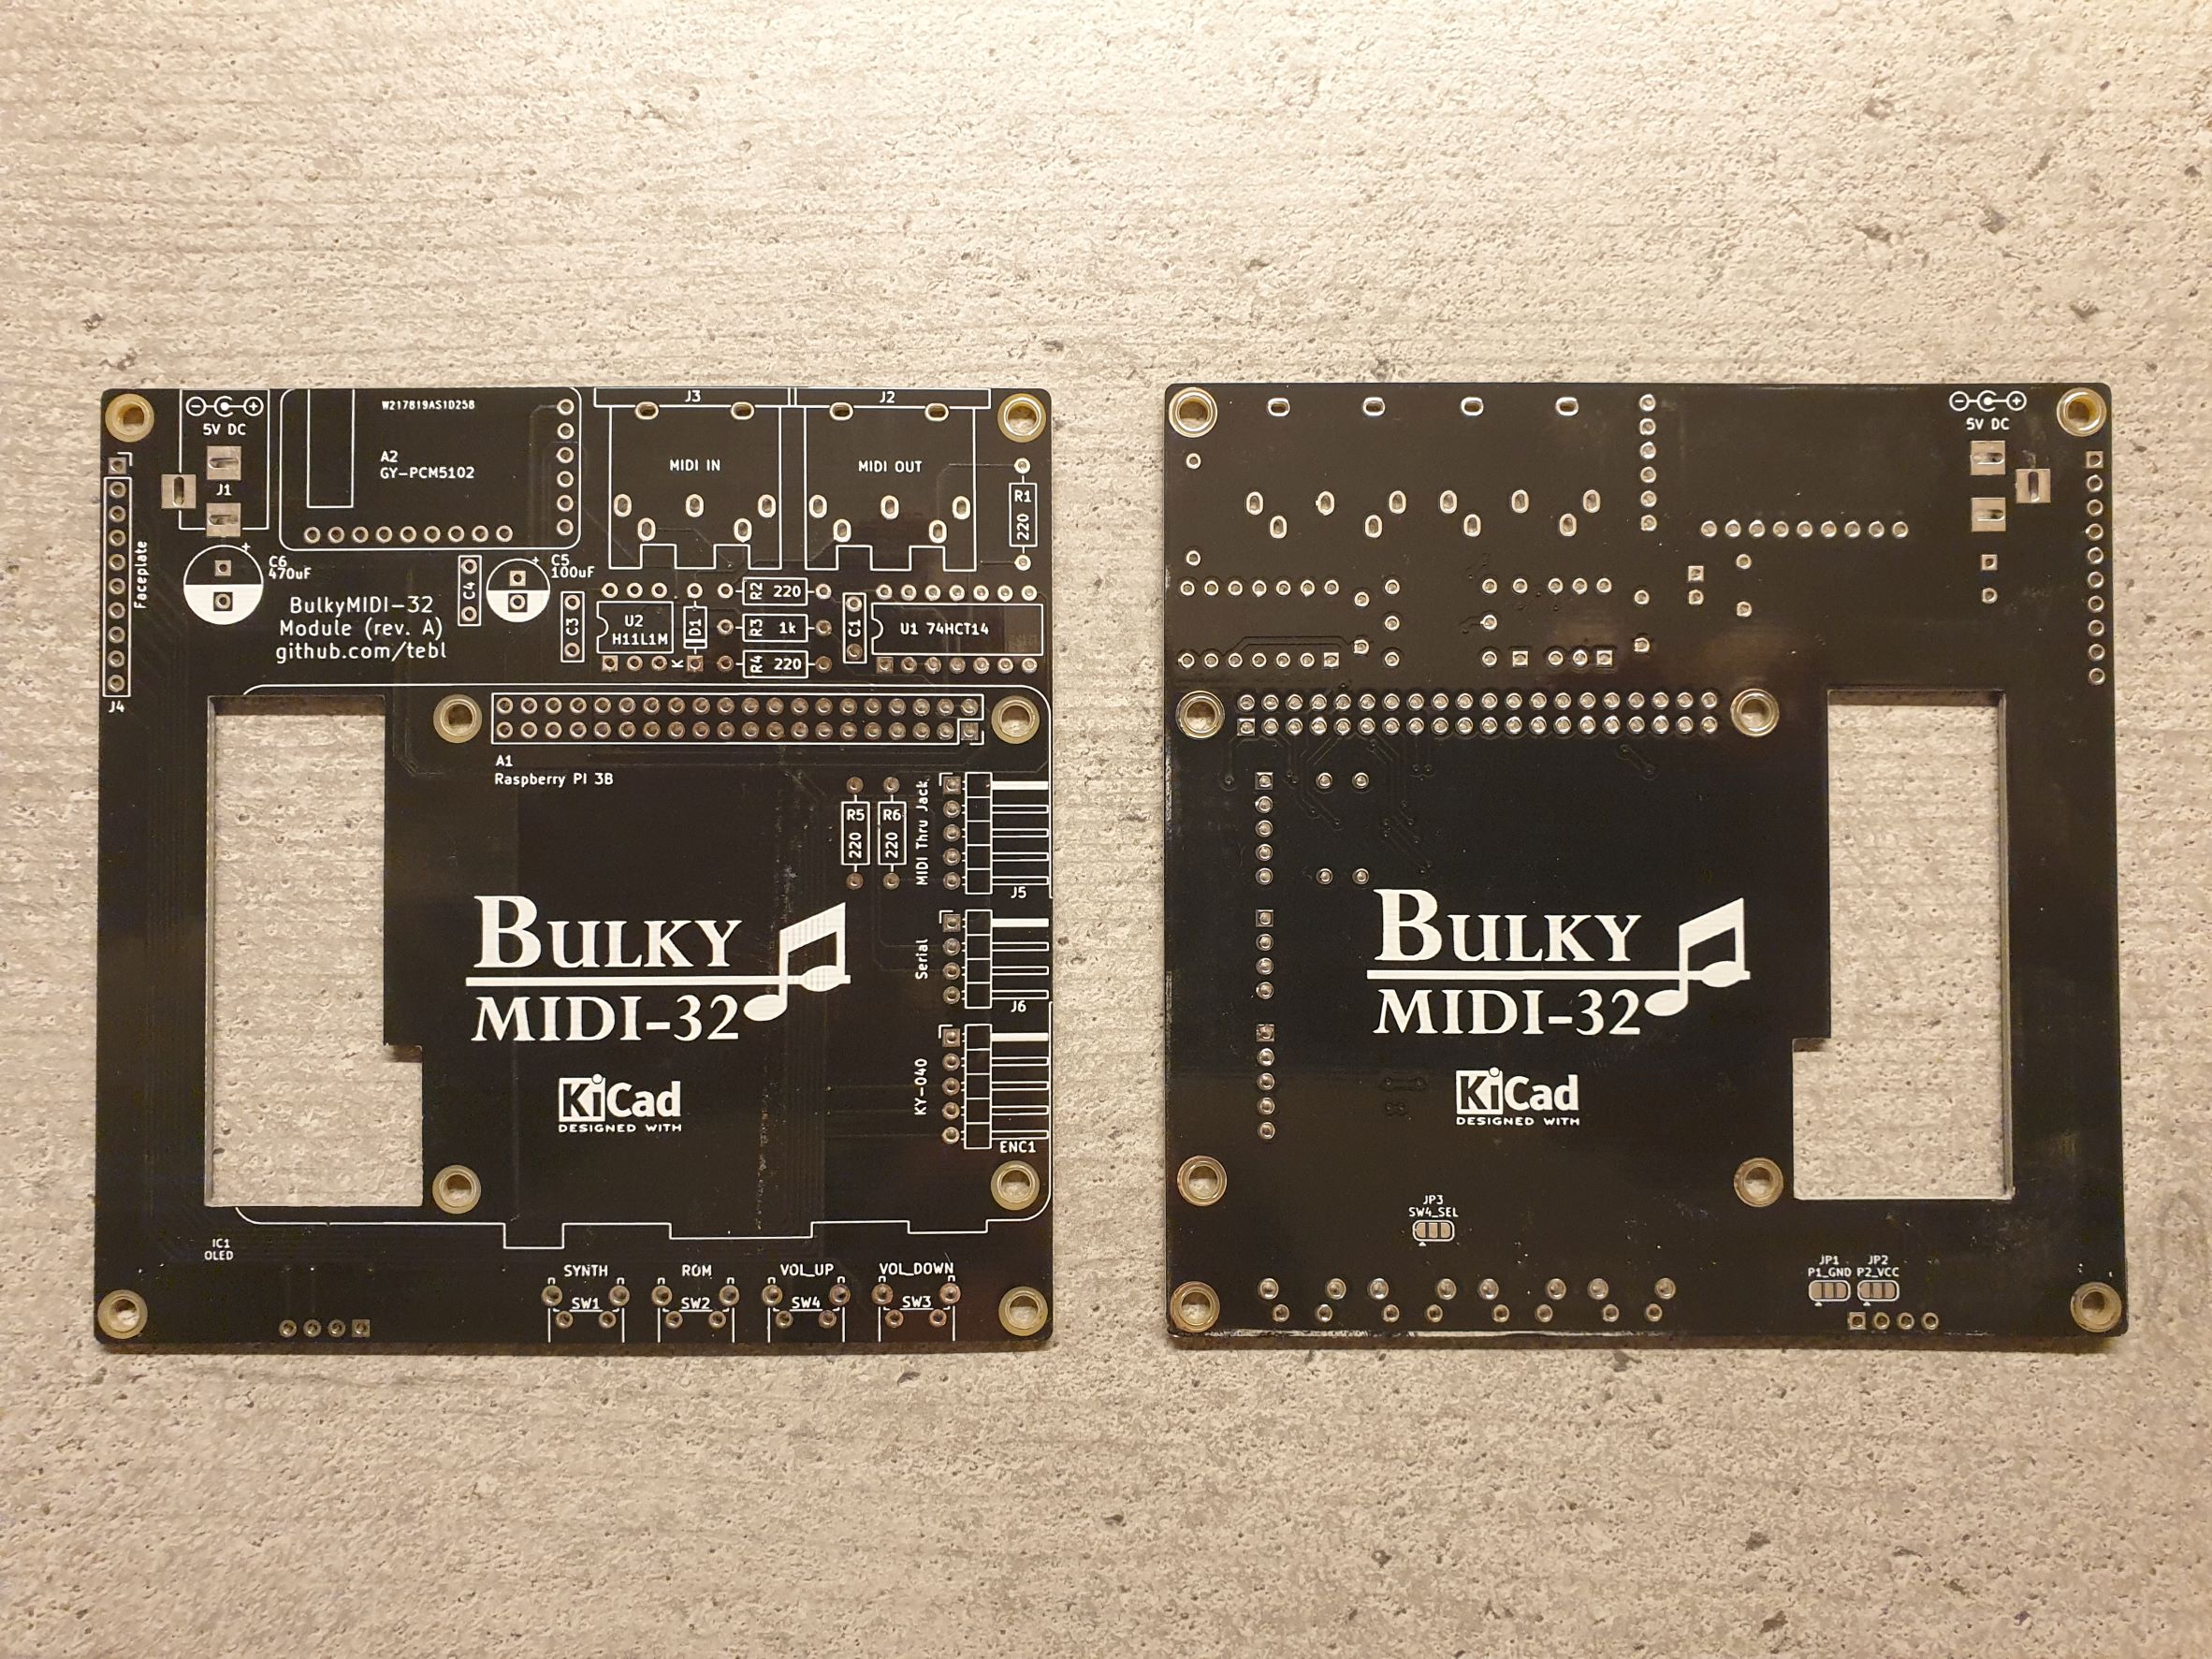 5V DC
J1
W217819AS1D258
A2
GY-PCM5102
J3
MIDI IN
J2
MIDI OUT
R1
220
Faceplate
J4
C6
470uF
C4
C5
100uF
C3
BulkyMIDI-32
Module (rev. A)
github.com/tebl
U2
H11L1M
D1
K
R2 220
R3 1k
R4 220
C1
U1 74HCT14
A1
Raspberry PI 3B
R5
220
R6
220
MIDI Thru Jack
J5
Serial
J6
KY-040
ENC1
BULKY
MIDI-32
KiCad
DESIGNED WITH
IC1
OLED
SYNTH
SW1
ROM
SW2
VOL_UP
SW4
VOL_DOWN
SW3
5V DC
BULKY
MIDI-32
KiCad
DESIGNED WITH
JP3
SW4_SEL
JP1
P1_GND
JP2
P2_VCC